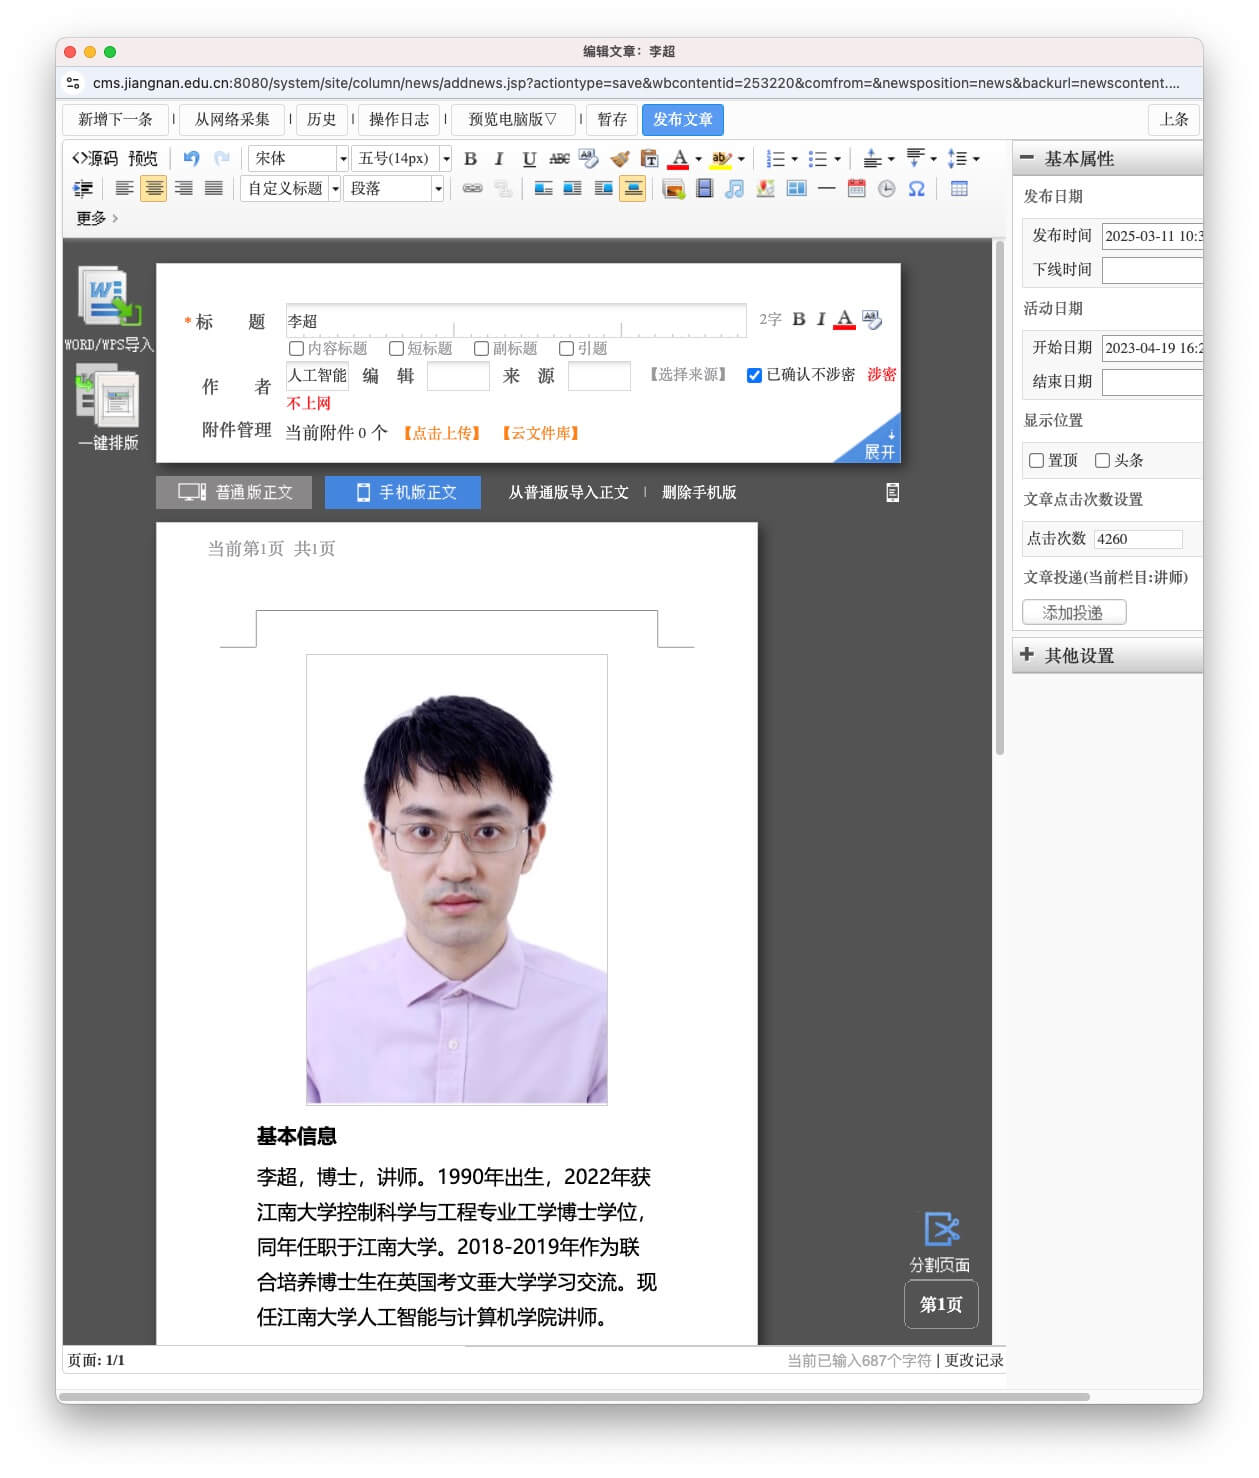 编辑文章：李超
cms.jiangnan.edu.cn:8080/system/site/column/news/addnews.jsp?actiontype=save&wbcontentid=253220&comfrom=&newsposition=news&backurl=newscontent....
新增下一条 | 从网络采集 | 历史 | 操作日志 | 预览电脑版▽ | 暂存 发布文章 上条
<>源码 预览 宋体 五号(14px) B I U ABC
自定义标题 段落
更多 >
WORD/WPS导入
一键排版
*标 题 李超 2字 B I A
内容标题 短标题 副标题 引题
作 者 人工智能 编 辑 来 源 【选择来源】 已确认不涉密 涉密
不上网
附件管理 当前附件 0 个 【点击上传】 【云文件库】
↓
展开
普通版正文 手机版正文 从普通版导入正文 | 删除手机版
当前第1页 共1页
基本信息
李超，博士，讲师。1990年出生，2022年获
江南大学控制科学与工程专业工学博士学位，
同年任职于江南大学。2018-2019年作为联
合培养博士生在英国考文垂大学学习交流。现
任江南大学人工智能与计算机学院讲师。
分割页面
第1页
页面: 1/1
当前已输入687个字符 | 更改记录
基本属性
发布日期
发布时间 2025-03-11 10:3
下线时间
活动日期
开始日期 2023-04-19 16:2
结束日期
显示位置
置顶 头条
文章点击次数设置
点击次数 4260
文章投递(当前栏目:讲师)
添加投递
其他设置